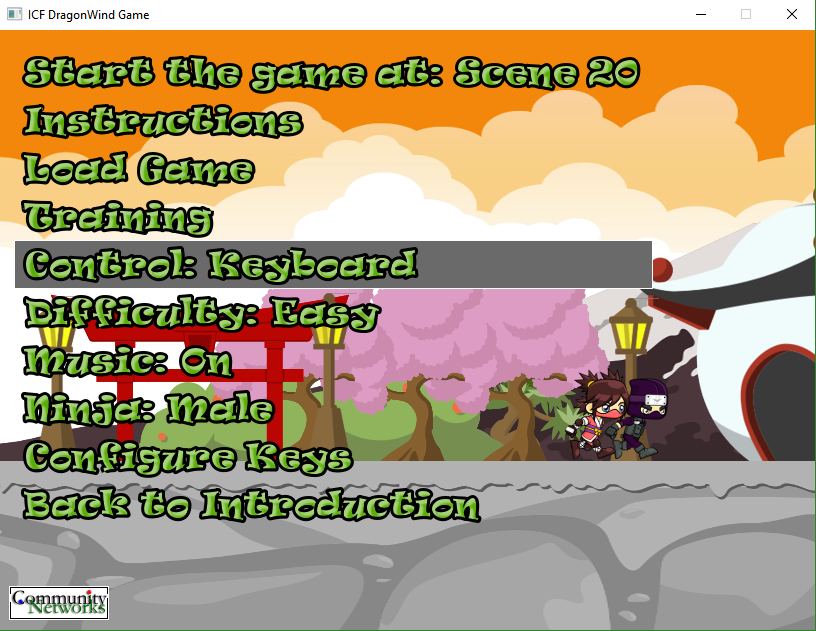 ICF DragonWind Game
Start the game at: Scene 20
Instructions
Load Game
Training
Control: Keyboard
Difficulty: Easy
Music: On
Ninja: Male
Configure Keys
Back to Introduction
Community
Networks